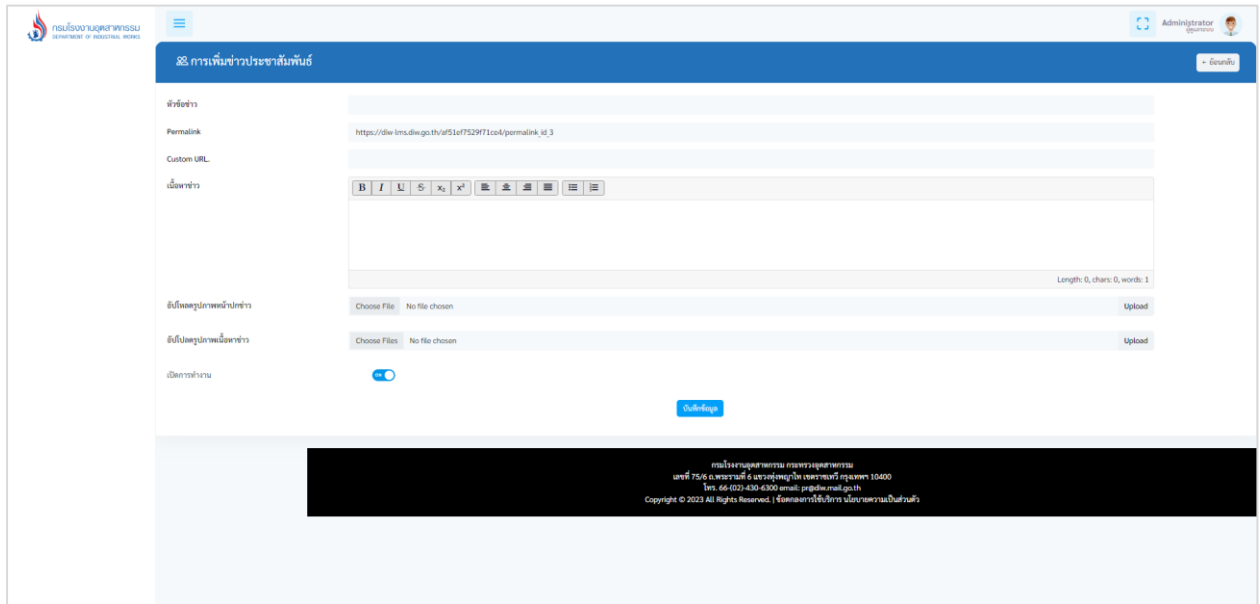 กรมโรงงานอุตสาหกรรม
DEPARTMENT OF INDUSTRIAL WORKS
Administrator
ผู้ดูแลระบบ
การเพิ่มข่าวประชาสัมพันธ์
← ย้อนกลับ
หัวข้อข่าว
Permalink https://diw-lms.diw.go.th/af51ef7529f71ce4/permalink_id_3
Custom URL.
เนื้อหาข่าว
B I U S x₂ x²
Length: 0, chars: 0, words: 1
อัปโหลดรูปภาพหน้าปกข่าว Choose File No file chosen Upload
อัปโปลดรูปภาพเนื้อหาข่าว Choose Files No file chosen Upload
เปิดการทำงาน ON
บันทึกข้อมูล
กรมโรงงานอุตสาหกรรม กระทรวงอุตสาหกรรม
เลขที่ 75/6 ถ.พระรามที่ 6 แขวงทุ่งพญาไท เขตราชเทวี กรุงเทพฯ 10400
โทร. 66-(02)-430-6300 email: pr@diw.mail.go.th
Copyright © 2023 All Rights Reserved. | ข้อตกลงการใช้บริการ นโยบายความเป็นส่วนตัว